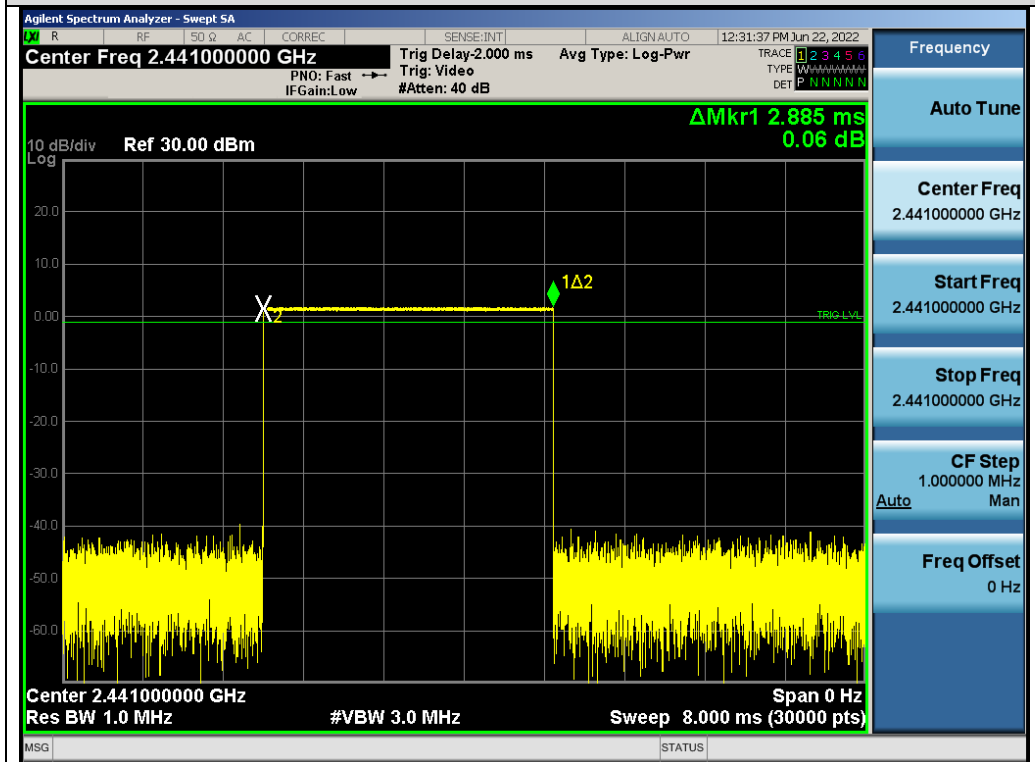 Agilent Spectrum Analyzer - Swept SA
LXI R RF 50 Ω AC CORREC SENSE:INT ALIGN AUTO 12:31:37 PM Jun 22, 2022
Center Freq 2.441000000 GHz Trig Delay-2.000 ms Avg Type: Log-Pwr TRACE 1 2 3 4 5 6
PNO: Fast Trig: Video TYPE WWWWWW
IFGain:Low #Atten: 40 dB DET P N N N N N
ΔMkr1 2.885 ms
10 dB/div Ref 30.00 dBm 0.06 dB
Log
20.0
10.0
1Δ2
0.00
X2
TRIG LVL
-10.0
-20.0
-30.0
-40.0
-50.0
-60.0
Center 2.441000000 GHz Span 0 Hz
Res BW 1.0 MHz #VBW 3.0 MHz Sweep 8.000 ms (30000 pts)
MSG STATUS
Frequency
Auto Tune
Center Freq
2.441000000 GHz
Start Freq
2.441000000 GHz
Stop Freq
2.441000000 GHz
CF Step
1.000000 MHz
Auto Man
Freq Offset
0 Hz